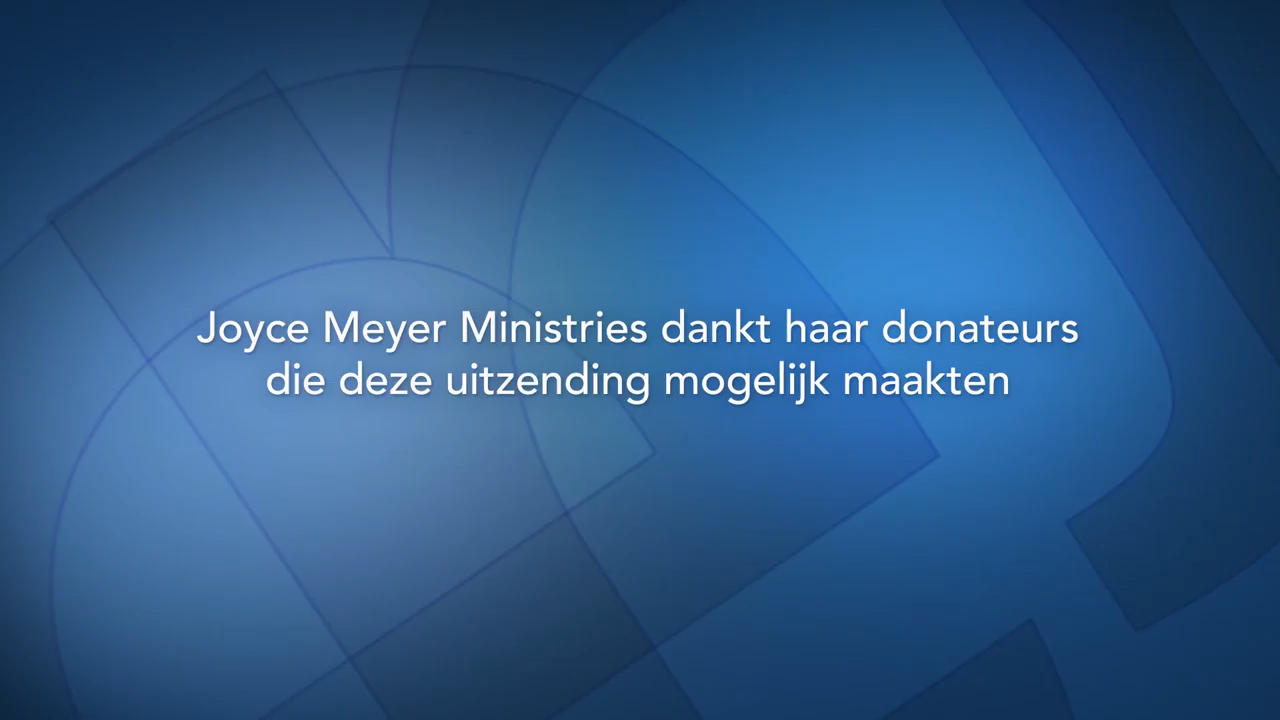 Joyce Meyer Ministries dankt haar donateurs
die deze uitzending mogelijk maakten